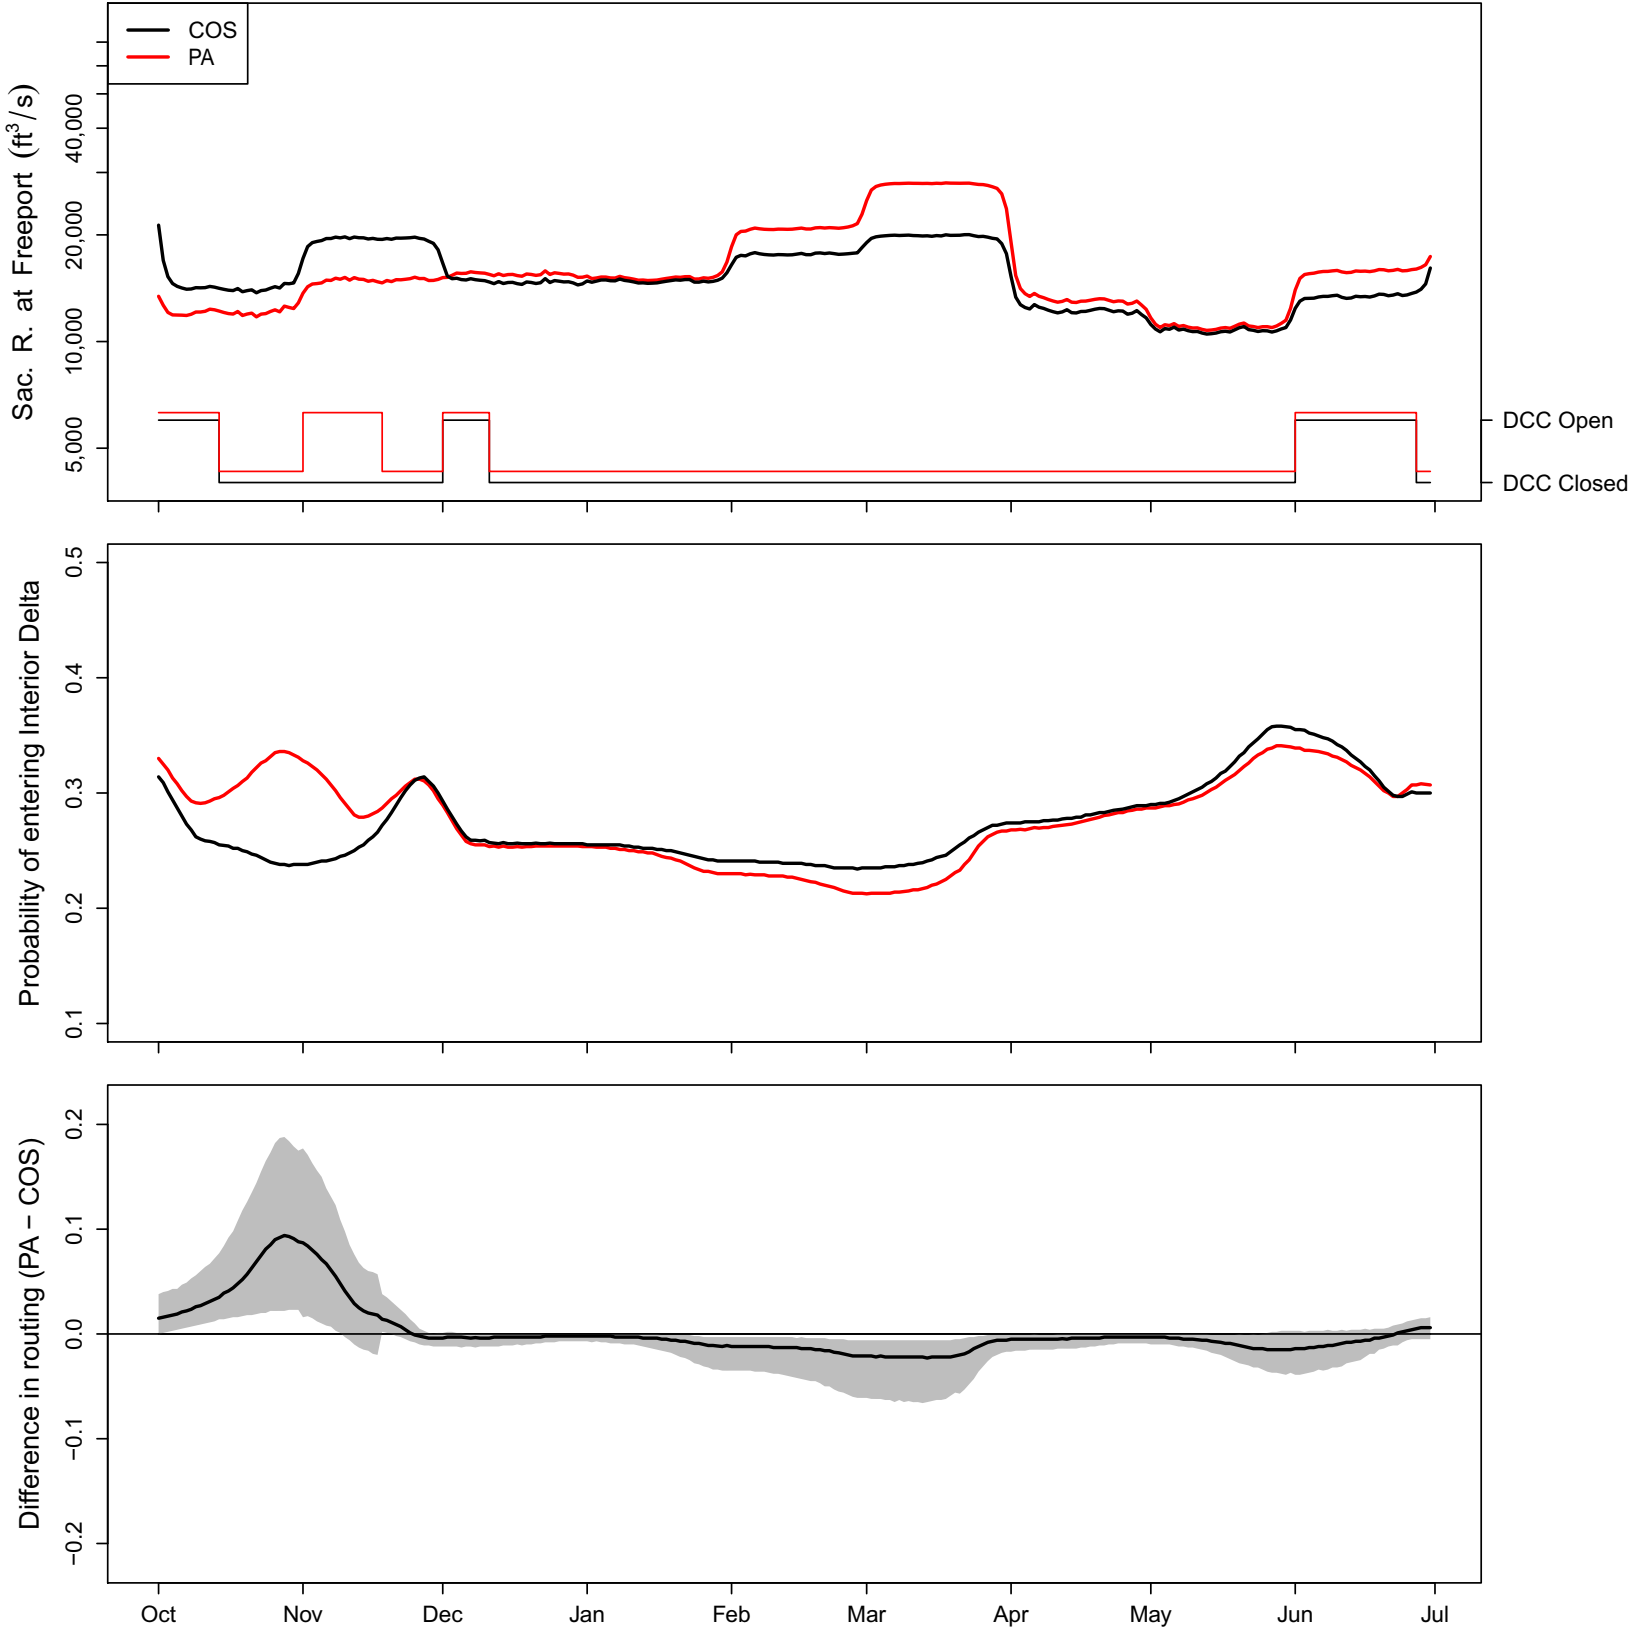 COS
PA
Sac. R. at Freeport (ft³/s)
40,000
20,000
10,000
5,000
DCC Open
DCC Closed
Probability of entering Interior Delta
0.5
0.4
0.3
0.2
0.1
Difference in routing (PA − COS)
0.2
0.1
0.0
−0.1
−0.2
Oct Nov Dec Jan Feb Mar Apr May Jun Jul